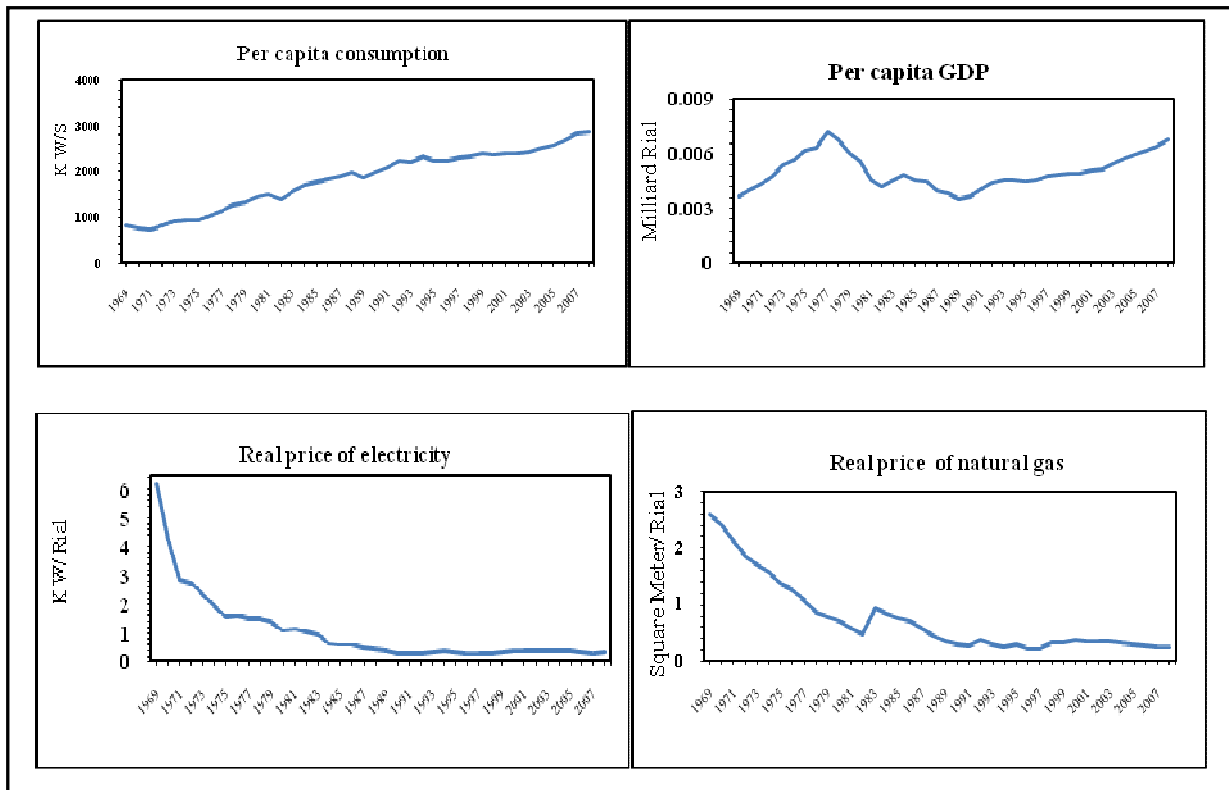 Per capita consumption
K W/S
4000
3000
2000
1000
0
1969 1971 1973 1975 1977 1979 1981 1983 1985 1987 1989 1991 1993 1995 1997 1999 2001 2003 2005 2007
Per capita GDP
Milliard Rial
0.009
0.006
0.003
0
1969 1971 1973 1975 1977 1979 1981 1983 1985 1987 1989 1991 1993 1995 1997 1999 2001 2003 2005 2007
Real price of electricity
K W/ Rial
6
5
4
3
2
1
0
1969 1971 1973 1975 1977 1979 1981 1983 1985 1987 1989 1991 1993 1995 1997 1999 2001 2003 2005 2007
Real price of natural gas
Square Meter/ Rial
3
2
1
0
1969 1971 1973 1975 1977 1979 1981 1983 1985 1987 1989 1991 1993 1995 1997 1999 2001 2003 2005 2007